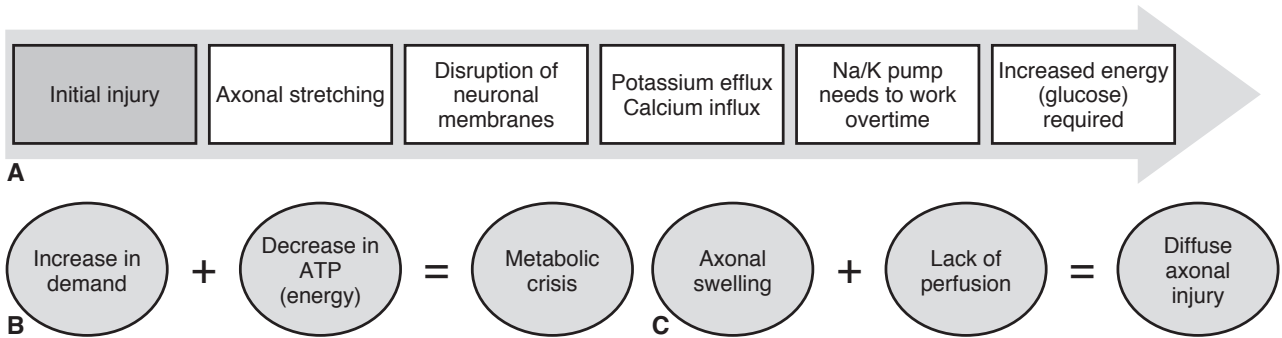 Initial injury
Axonal stretching
Disruption of
neuronal
membranes
Potassium efflux
Calcium influx
Na/K pump
needs to work
overtime
Increased energy
(glucose)
required
A
Increase in
demand
+
Decrease in
ATP
(energy)
=
Metabolic
crisis
B
Axonal
swelling
+
Lack of
perfusion
=
Diffuse
axonal
injury
C